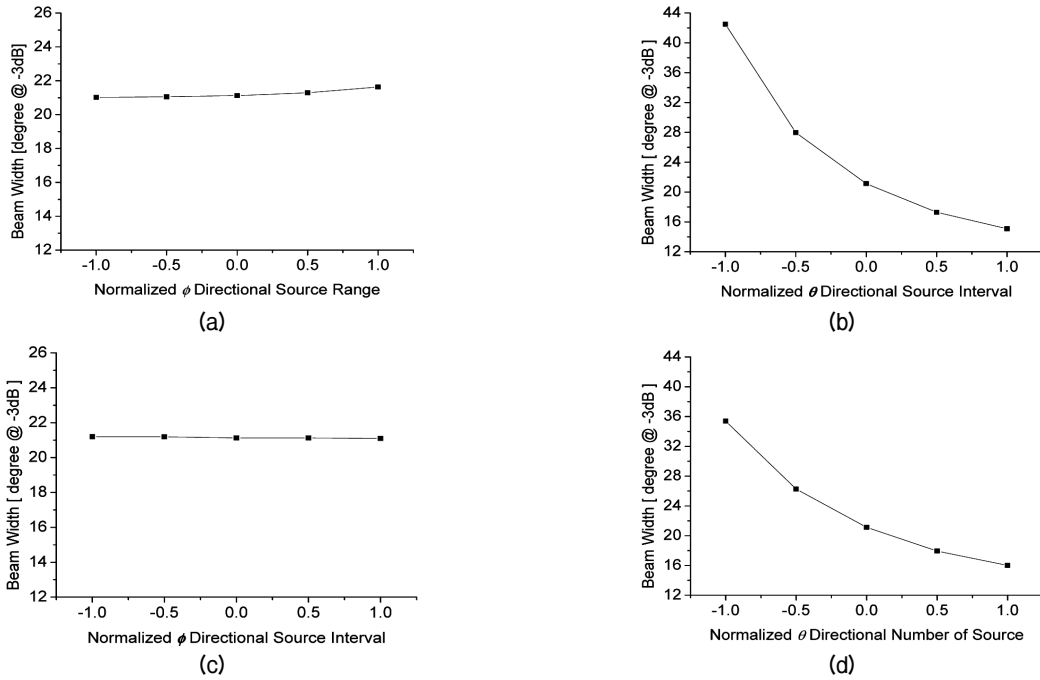 26
24
22
20
18
16
14
12
Beam Width [degree @ -3dB]
-1.0 -0.5 0.0 0.5 1.0
Normalized ϕ Directional Source Range
(a)
44
40
36
32
28
24
20
16
12
Beam Width [ degree @ -3dB ]
-1.0 -0.5 0.0 0.5 1.0
Normalized θ Directional Source Interval
(b)
26
24
22
20
18
16
14
12
Beam Width [ degree @ -3dB ]
-1.0 -0.5 0.0 0.5 1.0
Normalized ϕ Directional Source Interval
(c)
44
40
36
32
28
24
20
16
12
Beam Width [ degree @ -3dB ]
-1.0 -0.5 0.0 0.5 1.0
Normalized θ Directional Number of Source
(d)